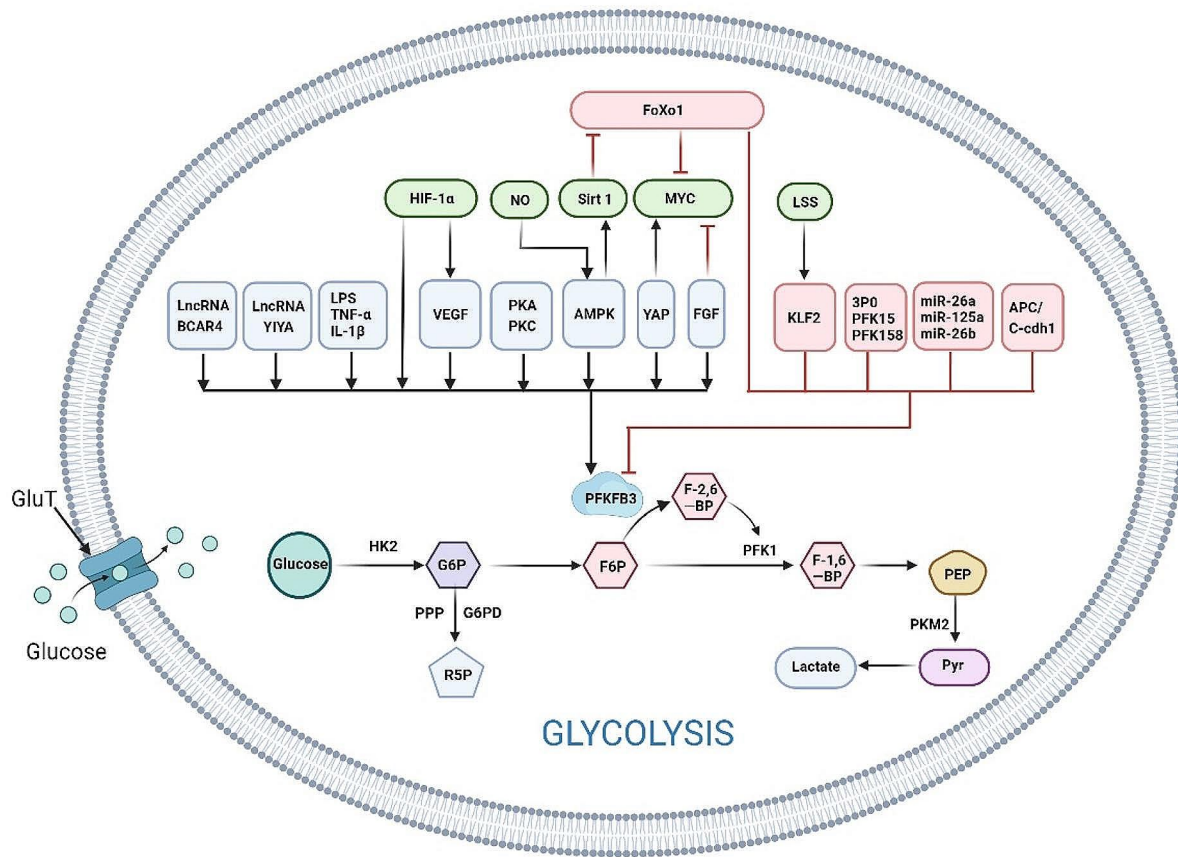 FoXo1
HIF-1α
NO
Sirt 1
MYC
LSS
LncRNA
BCAR4
LncRNA
YIYA
LPS
TNF-α
IL-1β
VEGF
PKA
PKC
AMPK
YAP
FGF
KLF2
3P0
PFK15
PFK158
miR-26a
miR-125a
miR-26b
APC/
C-cdh1
PFKFB3
F-2,6
–BP
GluT
Glucose
Glucose
HK2
G6P
F6P
PFK1
F-1,6
–BP
PEP
PPP
G6PD
R5P
PKM2
Pyr
Lactate
GLYCOLYSIS